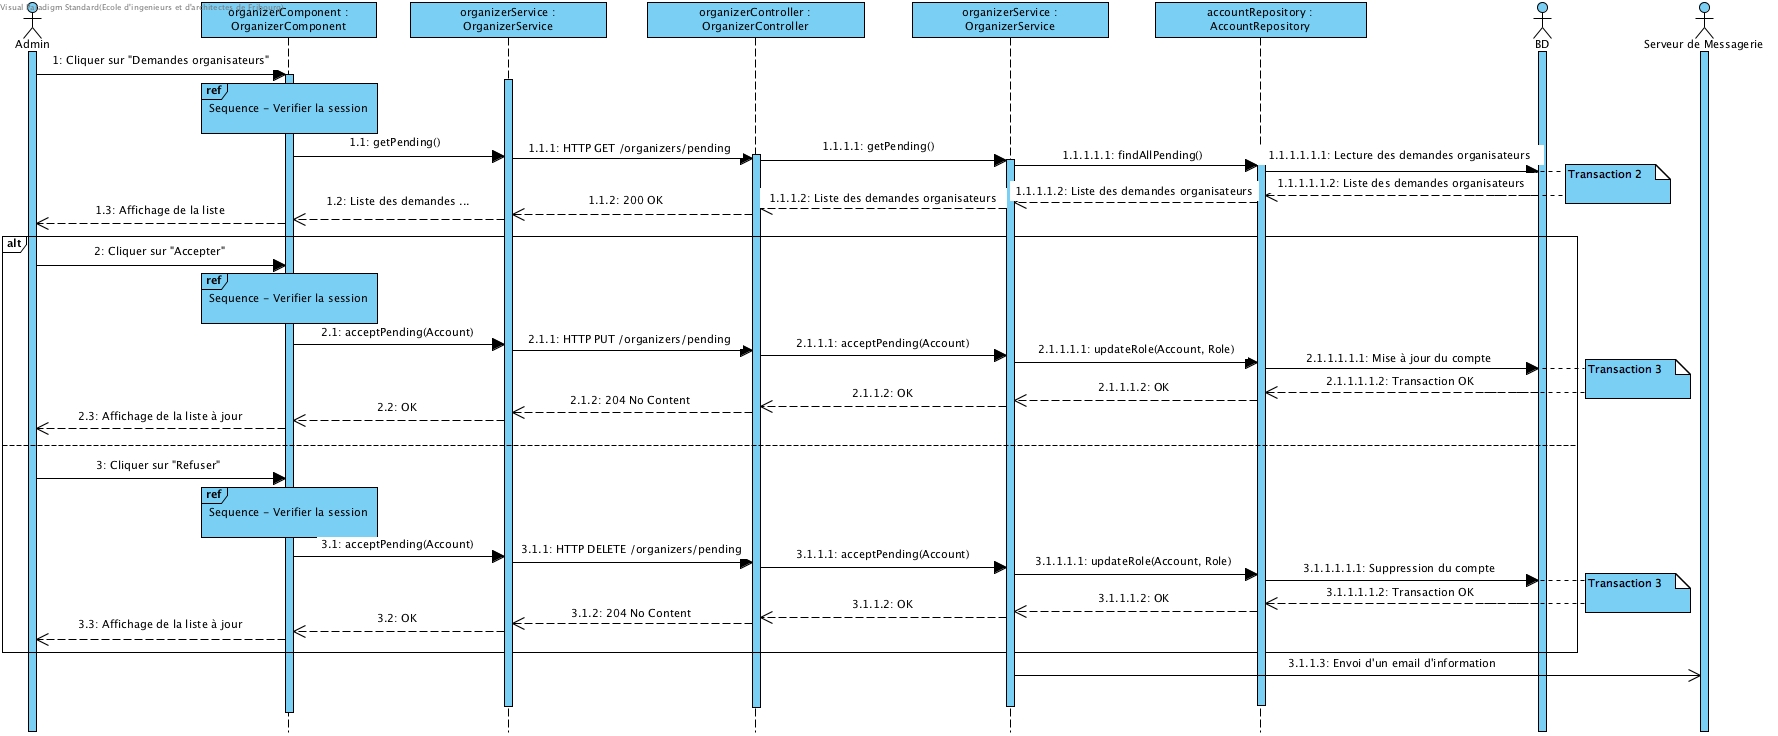 Visual Paradigm Standard(Ecole d'ingenieurs et d'architectes de Fribourg)
organizerComponent :
OrganizerComponent
organizerService :
OrganizerService
organizerController :
OrganizerController
organizerService :
OrganizerService
accountRepository :
AccountRepository
Admin
BD
Serveur de Messagerie
1: Cliquer sur "Demandes organisateurs"
ref
Sequence - Verifier la session
1.1: getPending()
1.1.1: HTTP GET /organizers/pending
1.1.1.1: getPending()
1.1.1.1.1: findAllPending()
1.1.1.1.1.1: Lecture des demandes organisateurs
Transaction 2
1.1.1.1.1.2: Liste des demandes organisateurs
1.1.1.1.2: Liste des demandes organisateurs
1.1.1.2: Liste des demandes organisateurs
1.1.2: 200 OK
1.2: Liste des demandes ...
1.3: Affichage de la liste
alt
2: Cliquer sur "Accepter"
ref
Sequence - Verifier la session
2.1: acceptPending(Account)
2.1.1: HTTP PUT /organizers/pending
2.1.1.1: acceptPending(Account)
2.1.1.1.1: updateRole(Account, Role)
2.1.1.1.1.1: Mise à jour du compte
Transaction 3
2.1.1.1.1.2: Transaction OK
2.1.1.1.2: OK
2.1.1.2: OK
2.1.2: 204 No Content
2.2: OK
2.3: Affichage de la liste à jour
3: Cliquer sur "Refuser"
ref
Sequence - Verifier la session
3.1: acceptPending(Account)
3.1.1: HTTP DELETE /organizers/pending
3.1.1.1: acceptPending(Account)
3.1.1.1.1: updateRole(Account, Role)
3.1.1.1.1.1: Suppression du compte
Transaction 3
3.1.1.1.1.2: Transaction OK
3.1.1.1.2: OK
3.1.1.2: OK
3.1.2: 204 No Content
3.2: OK
3.3: Affichage de la liste à jour
3.1.1.3: Envoi d'un email d'information